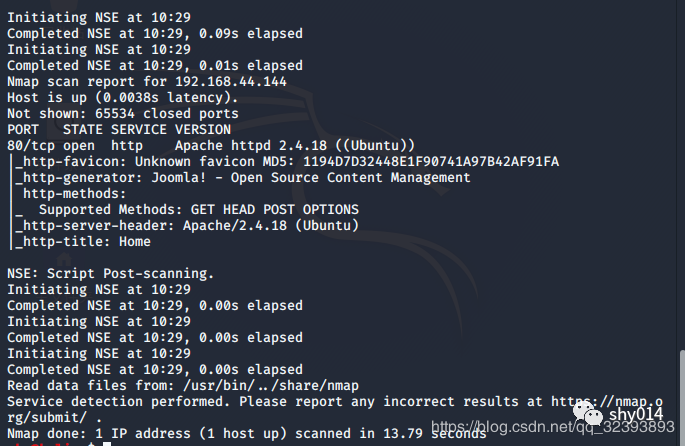 Initiating NSE at 10:29
Completed NSE at 10:29, 0.09s elapsed
Initiating NSE at 10:29
Completed NSE at 10:29, 0.01s elapsed
Nmap scan report for 192.168.44.144
Host is up (0.0038s latency).
Not shown: 65534 closed ports
PORT   STATE SERVICE VERSION
80/tcp open  http    Apache httpd 2.4.18 ((Ubuntu))
|_http-favicon: Unknown favicon MD5: 1194D7D32448E1F90741A97B42AF91FA
|_http-generator: Joomla! - Open Source Content Management
| http-methods:
|_  Supported Methods: GET HEAD POST OPTIONS
|_http-server-header: Apache/2.4.18 (Ubuntu)
|_http-title: Home
NSE: Script Post-scanning.
Initiating NSE at 10:29
Completed NSE at 10:29, 0.00s elapsed
Initiating NSE at 10:29
Completed NSE at 10:29, 0.00s elapsed
Initiating NSE at 10:29
Completed NSE at 10:29, 0.00s elapsed
Read data files from: /usr/bin/../share/nmap
Service detection performed. Please report any incorrect results at https://nmap.o
rg/submit/ .
Nmap done: 1 IP address (1 host up) scanned in 13.79 seconds
shy014
https://blog.csdn.net/qq_32393893